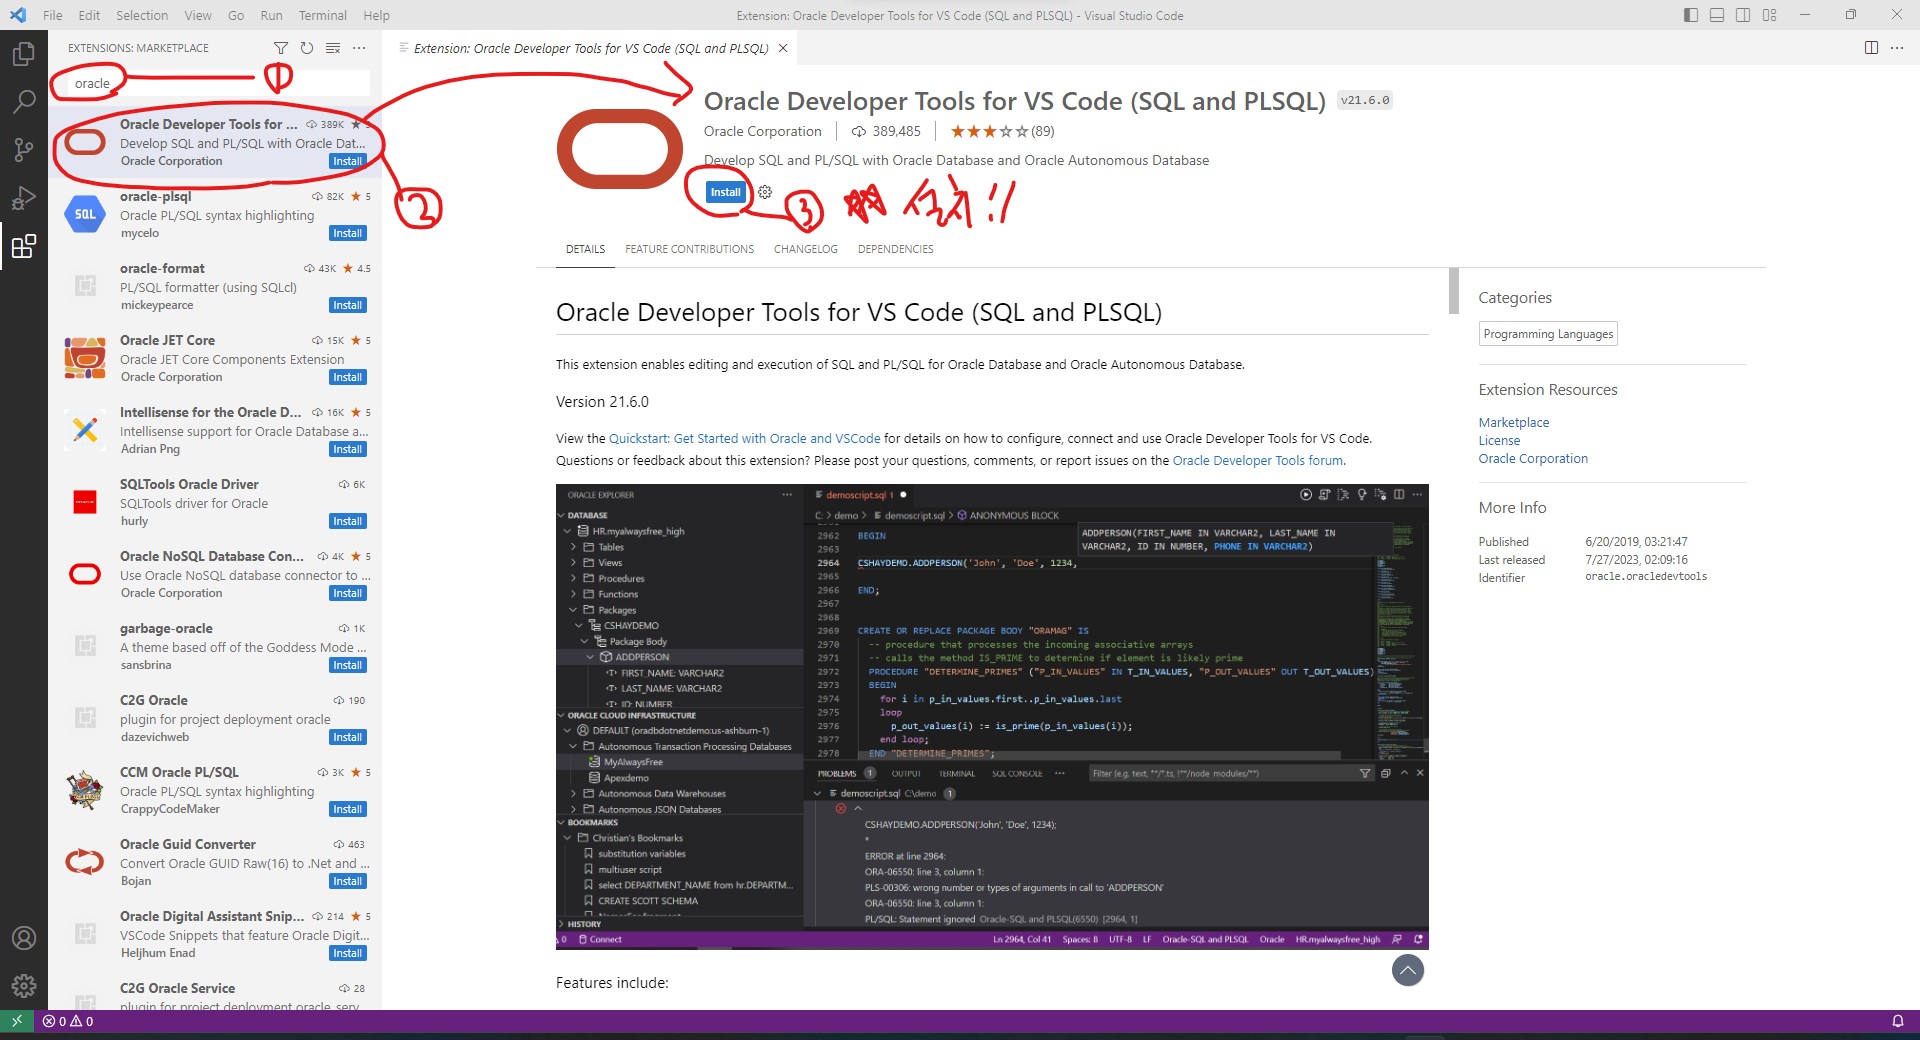 File Edit Selection View Go Run Terminal Help
Extension: Oracle Developer Tools for VS Code (SQL and PLSQL) - Visual Studio Code
EXTENSIONS: MARKETPLACE
oracle
①
Oracle Developer Tools for ... 389K ★ 3
Develop SQL and PL/SQL with Oracle Dat...
Oracle Corporation Install
②
oracle-plsql 82K ★ 5
Oracle PL/SQL syntax highlighting
mycelo Install
SQL
oracle-format 43K ★ 4.5
PL/SQL formatter (using SQLcl)
mickeypearce Install
Oracle JET Core 15K ★ 5
Oracle JET Core Components Extension
Oracle Corporation Install
Intellisense for the Oracle D... 16K ★ 5
Intellisense support for Oracle Database a...
Adrian Png Install
SQLTools Oracle Driver 6K
SQLTools driver for Oracle
hurly Install
Oracle NoSQL Database Con... 4K ★ 5
Use Oracle NoSQL database connector to ...
Oracle Corporation Install
garbage-oracle 1K
A theme based off of the Goddess Mode ...
sansbrina Install
C2G Oracle 190
plugin for project deployment oracle
dazevichweb Install
CCM Oracle PL/SQL 3K ★ 5
Oracle PL/SQL syntax highlighting
CrappyCodeMaker Install
Oracle Guid Converter 463
Convert Oracle GUID Raw(16) to .Net and ...
Bojan Install
Oracle Digital Assistant Snip... 214 ★ 5
VSCode Snippets that feature Oracle Digit...
Heljhum Enad Install
C2G Oracle Service 28
plugin for project deployment oracle, serv
Extension: Oracle Developer Tools for VS Code (SQL and PLSQL)
Oracle Developer Tools for VS Code (SQL and PLSQL) v21.6.0
Oracle Corporation 389,485 ★★★☆☆(89)
Develop SQL and PL/SQL with Oracle Database and Oracle Autonomous Database
Install
③ 설치!!
DETAILS FEATURE CONTRIBUTIONS CHANGELOG DEPENDENCIES
Oracle Developer Tools for VS Code (SQL and PLSQL)
This extension enables editing and execution of SQL and PL/SQL for Oracle Database and Oracle Autonomous Database.
Version 21.6.0
View the Quickstart: Get Started with Oracle and VSCode for details on how to configure, connect and use Oracle Developer Tools for VS Code.
Questions or feedback about this extension? Please post your questions, comments, or report issues on the Oracle Developer Tools forum.
ORACLE EXPLORER
DATABASE
HR.myalwaysfree_high
Tables
Views
Procedures
Functions
Packages
CSHAYDEMO
Package Body
ADDPERSON
FIRST_NAME: VARCHAR2
LAST_NAME: VARCHAR2
ID: NUMBER
ORACLE CLOUD INFRASTRUCTURE
DEFAULT (oradbdotnetdemo:us-ashburn-1)
Autonomous Transaction Processing Databases
MyAlwaysFree
Apexdemo
Autonomous Data Warehouses
Autonomous JSON Databases
BOOKMARKS
Christian's Bookmarks
substitution variables
multiuser script
select DEPARTMENT_NAME from hr.DEPARTM...
CREATE SCOTT SCHEMA
HISTORY
0 Connect
demoscript.sql 1
C: > demo > demoscript.sql > ANONYMOUS BLOCK
2962 BEGIN
2963
2964 CSHAYDEMO.ADDPERSON('John', 'Doe', 1234,
2965
2966 END;
2967
2968
2969 CREATE OR REPLACE PACKAGE BODY "ORAMAG" IS
2970 -- procedure that processes the incoming associative arrays
2971 -- calls the method IS_PRIME to determine if element is likely prime
2972 PROCEDURE "DETERMINE_PRIMES" ("P_IN_VALUES" IN T_IN_VALUES, "P_OUT_VALUES" OUT T_OUT_VALUES)
2973 BEGIN
2974 for i in p_in_values.first..p_in_values.last
2975 loop
2976 p_out_values(i) := is_prime(p_in_values(i));
2977 end loop;
2978 END "DETERMINE_PRIMES";
ADDPERSON(FIRST_NAME IN VARCHAR2, LAST_NAME IN
VARCHAR2, ID IN NUMBER, PHONE IN VARCHAR2)
PROBLEMS 1 OUTPUT TERMINAL SQL CONSOLE ... Filter (e.g. text, **/*.ts, !**/node_modules/**)
demoscript.sql C:\demo 1
CSHAYDEMO.ADDPERSON('John', 'Doe', 1234);
*
ERROR at line 2964:
ORA-06550: line 3, column 1:
PLS-00306: wrong number or types of arguments in call to 'ADDPERSON'
ORA-06550: line 3, column 1:
PL/SQL: Statement ignored Oracle-SQL and PLSQL(6550) [2964, 1]
Ln 2964, Col 41 Spaces: 8 UTF-8 LF Oracle-SQL and PLSQL Oracle HR.myalwaysfree_high
Features include:
Categories
Programming Languages
Extension Resources
Marketplace
License
Oracle Corporation
More Info
Published 6/20/2019, 03:21:47
Last released 7/27/2023, 02:09:16
Identifier oracle.oracledevtools
0 0